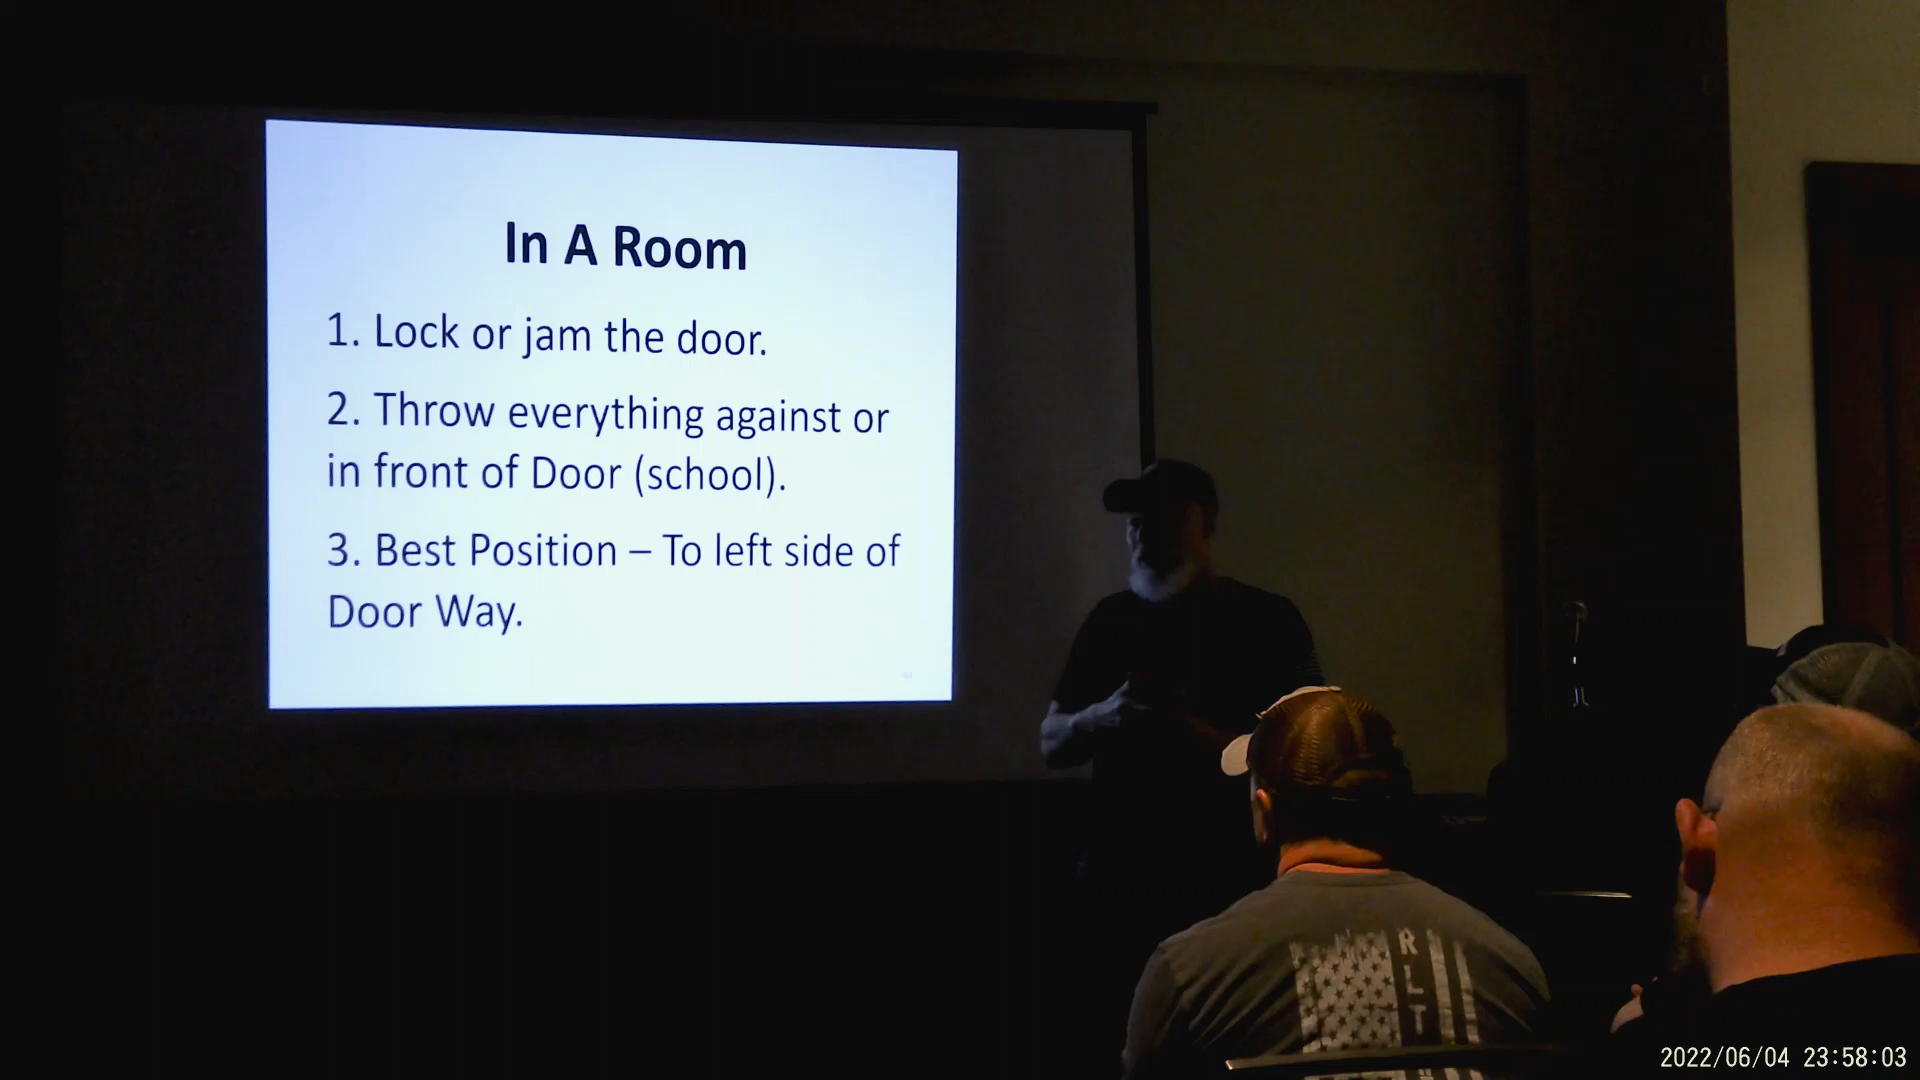 In A Room
1. Lock or jam the door.
2. Throw everything against or
in front of Door (school).
3. Best Position – To left side of
Door Way.
R
L
T
2022/06/04 23:58:03